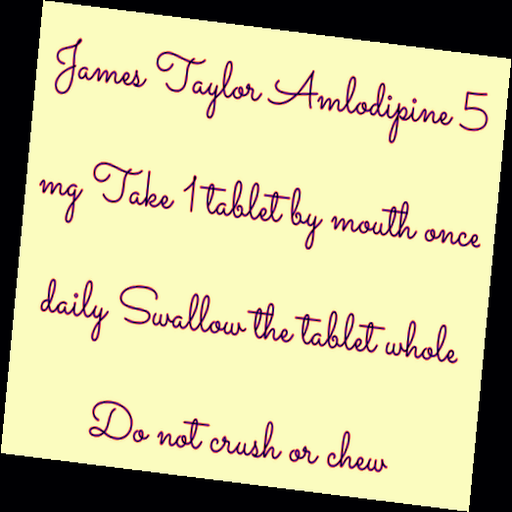 James Taylor Amlodipine 5
mg Take 1 tablet by mouth once
daily Swallow the tablet whole
Do not crush or chew